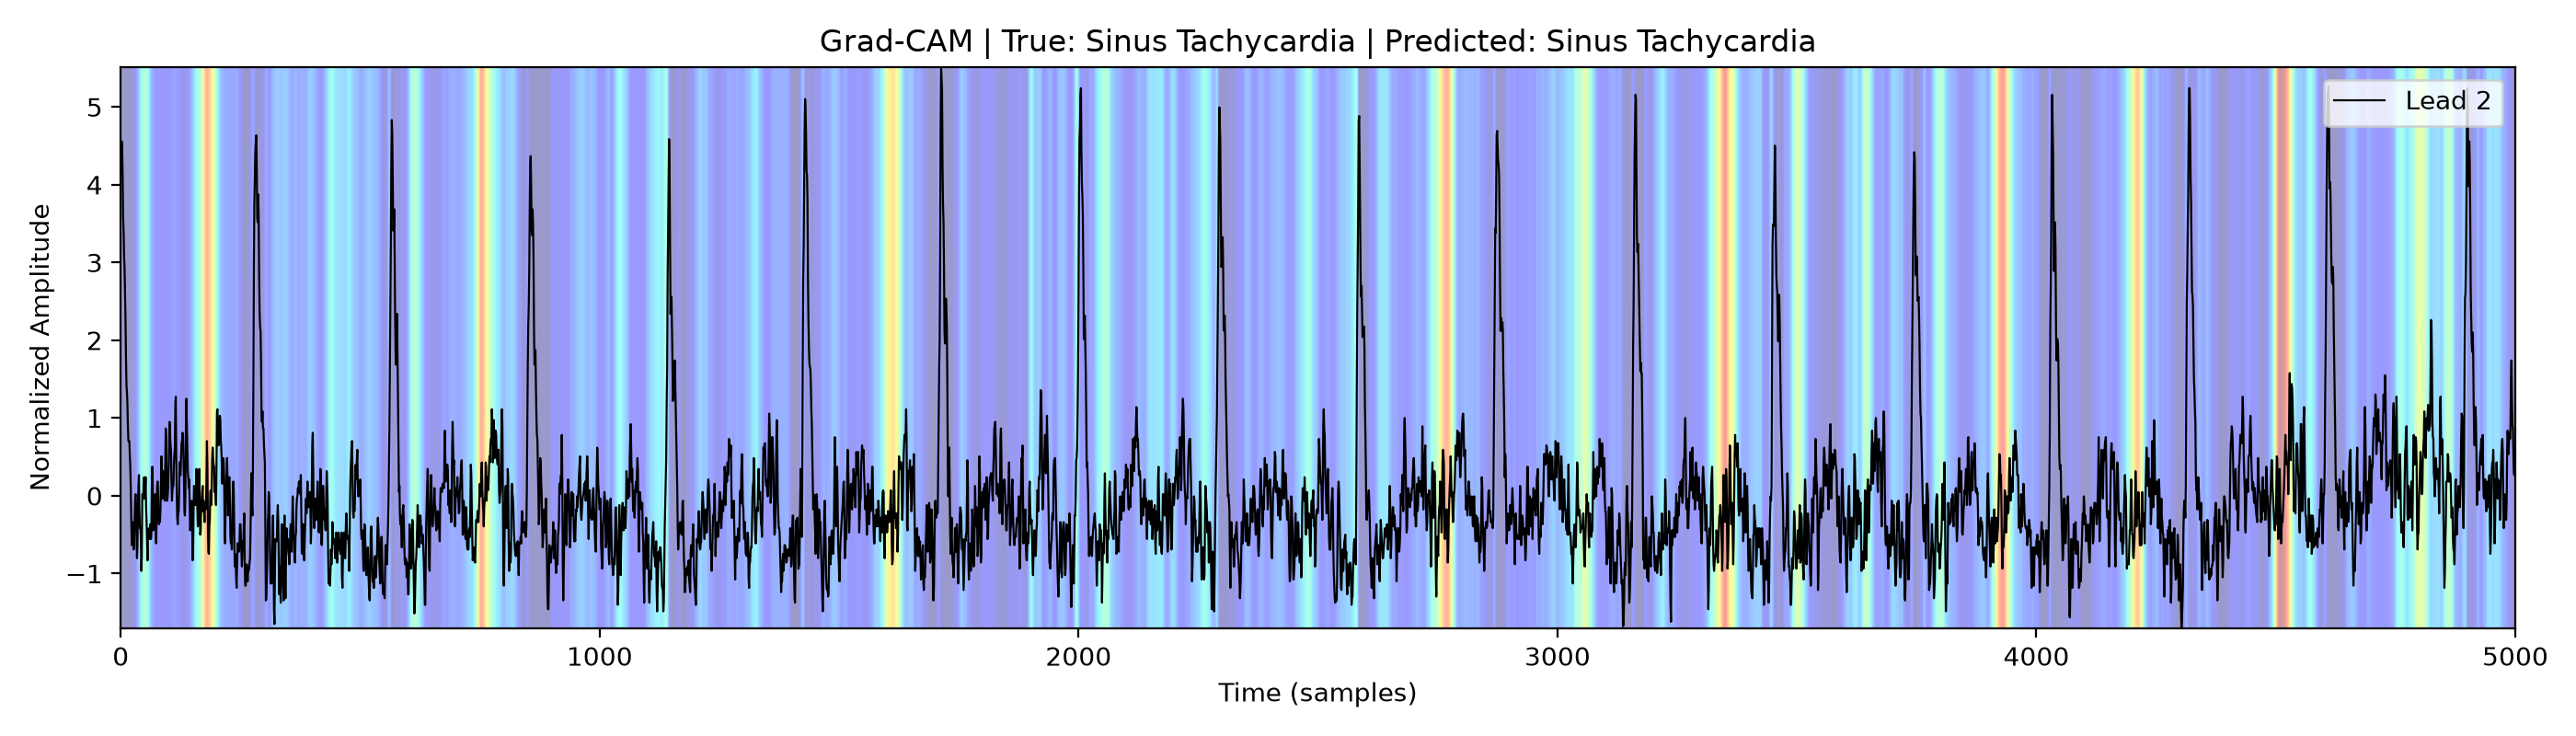 Grad-CAM | True: Sinus Tachycardia | Predicted: Sinus Tachycardia
Lead 2
Normalized Amplitude
5
4
3
2
1
0
−1
0 1000 2000 3000 4000 5000
Time (samples)